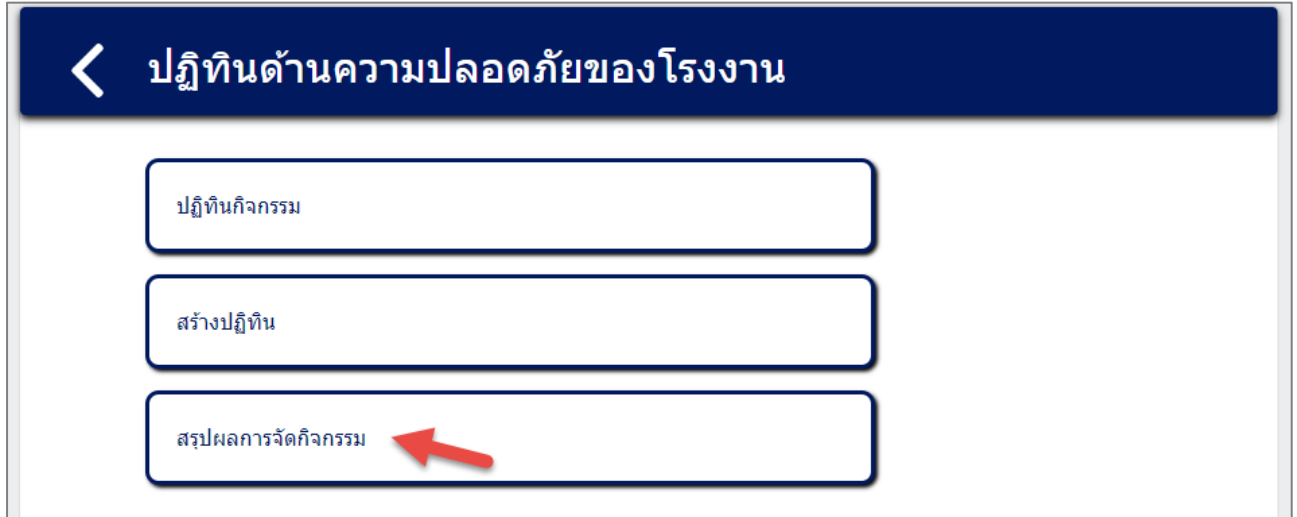 ปฏิทินด้านความปลอดภัยของโรงงาน
ปฏิทินกิจกรรม
สร้างปฏิทิน
สรุปผลการจัดกิจกรรม